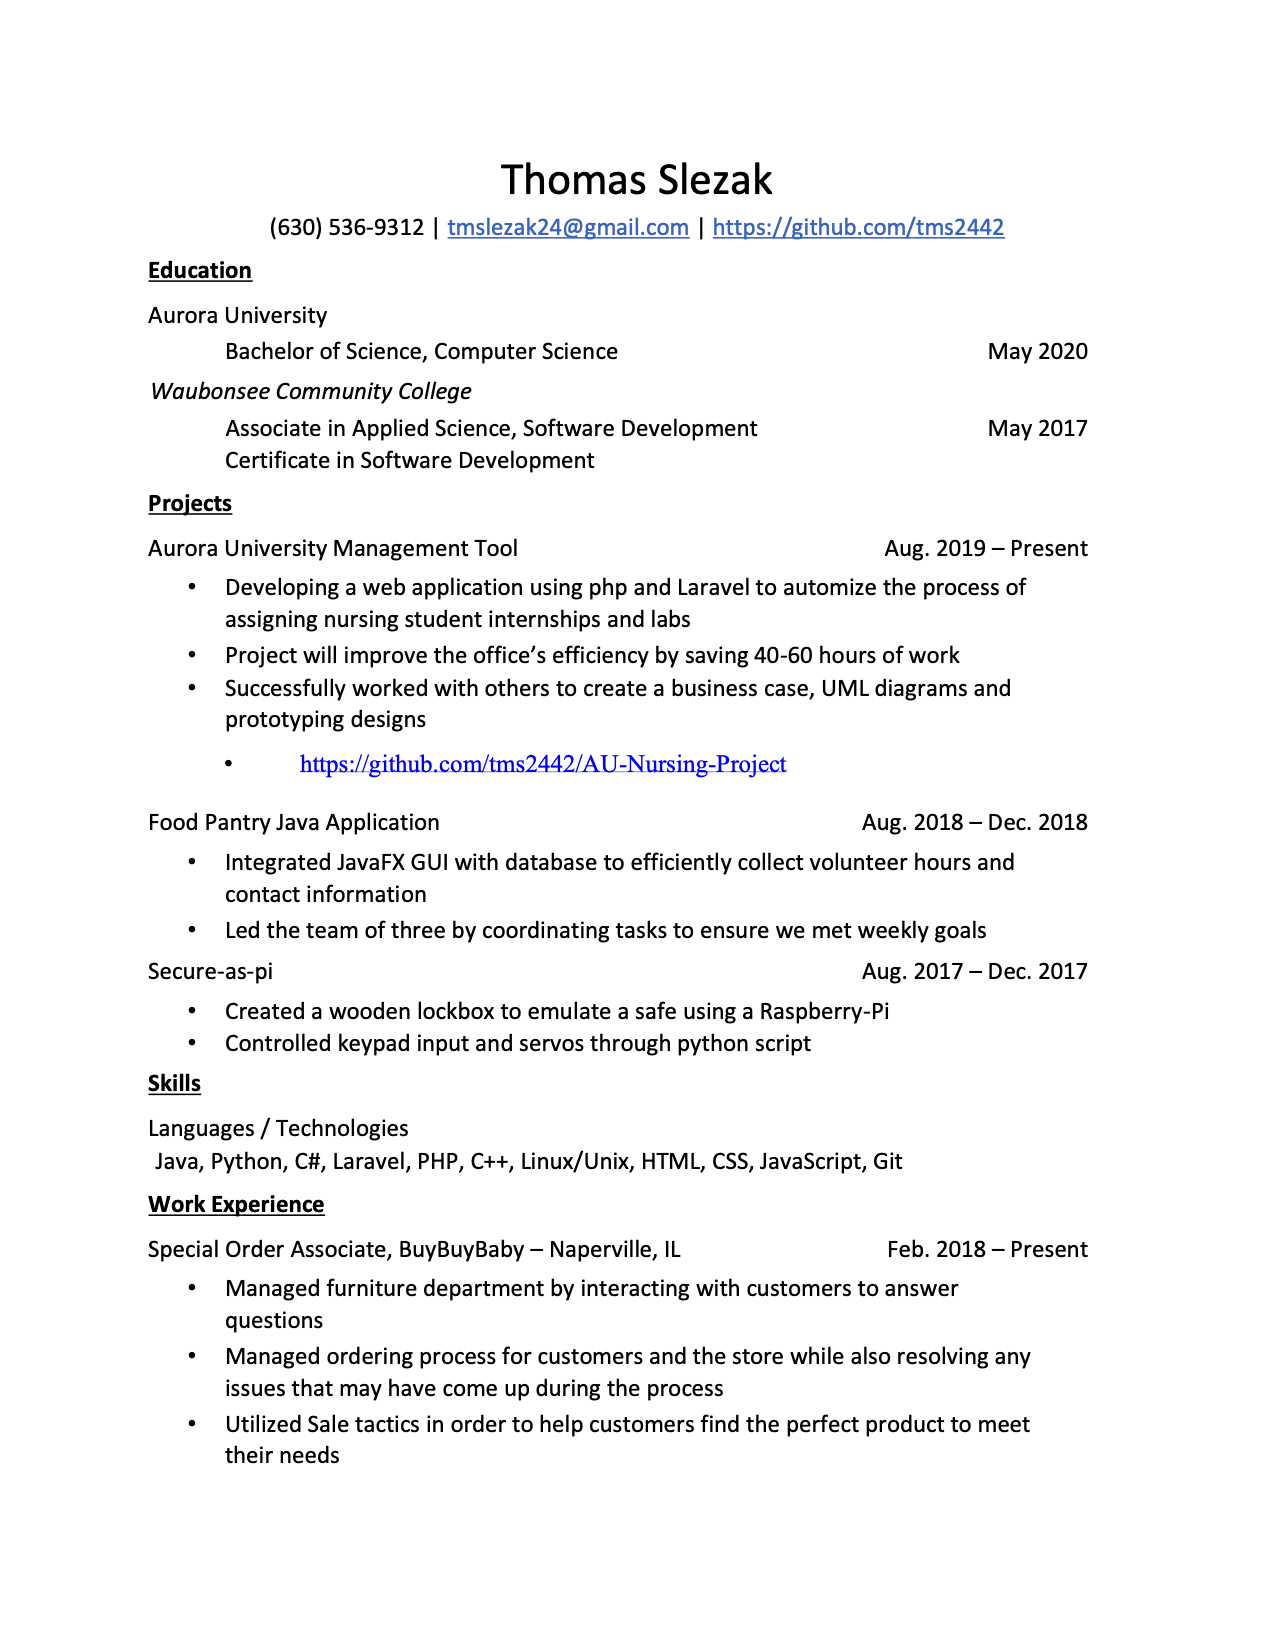 Thomas Slezak
(630) 536-9312 | tmslezak24@gmail.com | https://github.com/tms2442
Education
Aurora University
Bachelor of Science, Computer Science May 2020
Waubonsee Community College
Associate in Applied Science, Software Development May 2017
Certificate in Software Development
Projects
Aurora University Management Tool Aug. 2019 – Present
• Developing a web application using php and Laravel to automize the process of
assigning nursing student internships and labs
• Project will improve the office’s efficiency by saving 40-60 hours of work
• Successfully worked with others to create a business case, UML diagrams and
prototyping designs
• https://github.com/tms2442/AU-Nursing-Project
Food Pantry Java Application Aug. 2018 – Dec. 2018
• Integrated JavaFX GUI with database to efficiently collect volunteer hours and
contact information
• Led the team of three by coordinating tasks to ensure we met weekly goals
Secure-as-pi Aug. 2017 – Dec. 2017
• Created a wooden lockbox to emulate a safe using a Raspberry-Pi
• Controlled keypad input and servos through python script
Skills
Languages / Technologies
Java, Python, C#, Laravel, PHP, C++, Linux/Unix, HTML, CSS, JavaScript, Git
Work Experience
Special Order Associate, BuyBuyBaby – Naperville, IL Feb. 2018 – Present
• Managed furniture department by interacting with customers to answer
questions
• Managed ordering process for customers and the store while also resolving any
issues that may have come up during the process
• Utilized Sale tactics in order to help customers find the perfect product to meet
their needs